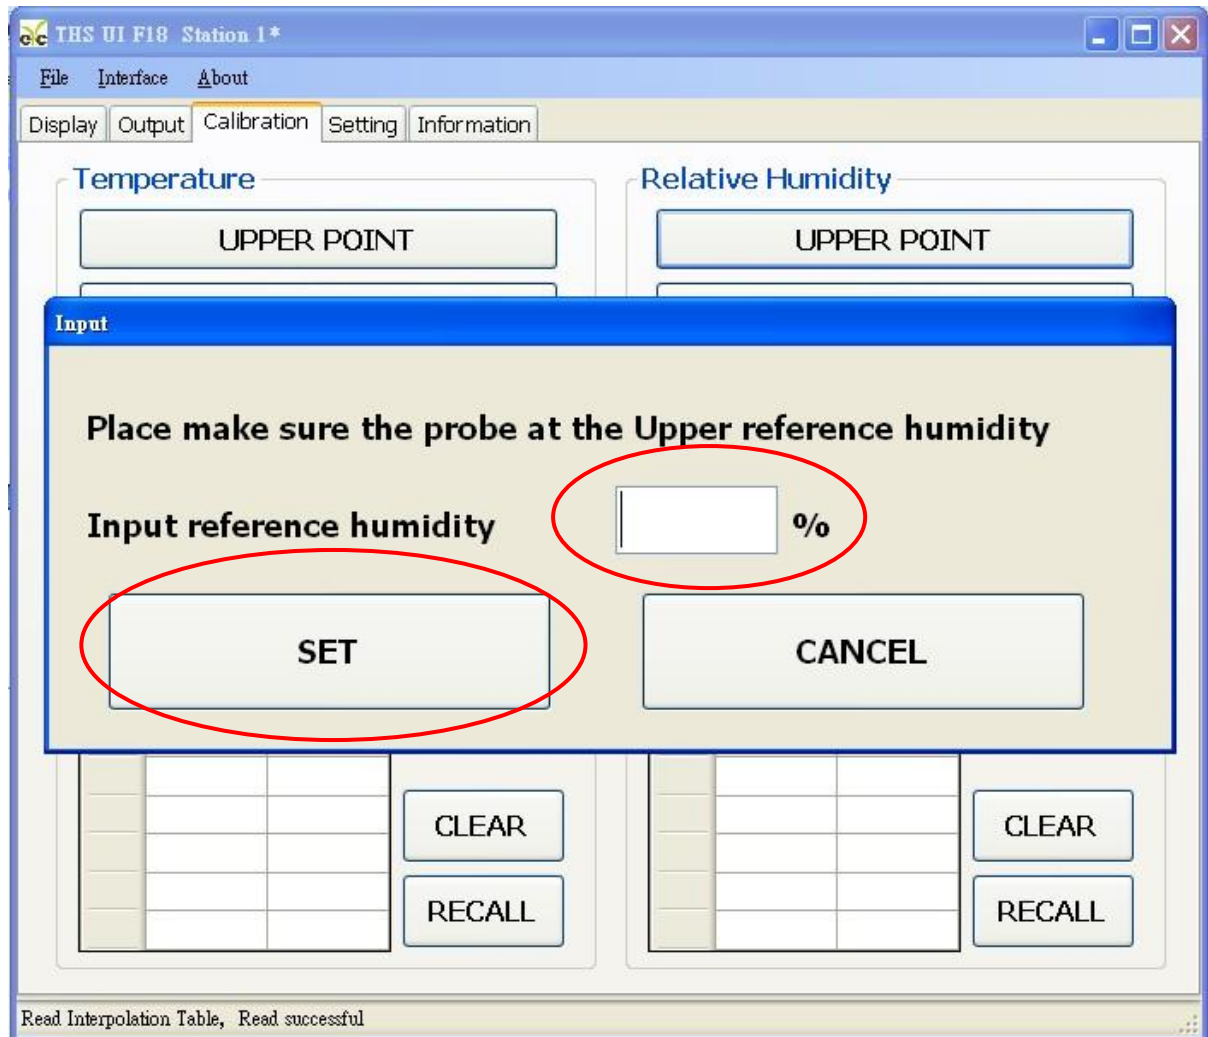 THS UI F18 Station 1*
File Interface About
Display Output Calibration Setting Information
Temperature Relative Humidity
UPPER POINT UPPER POINT
Input
Place make sure the probe at the Upper reference humidity
Input reference humidity %
SET CANCEL
CLEAR CLEAR
RECALL RECALL
Read Interpolation Table, Read successful